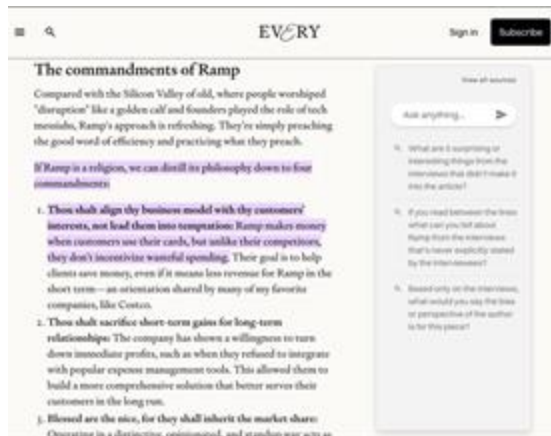 EVERY
Sign in
Subscribe
The commandments of Ramp
Compared with the Silicon Valley of old, where people worshiped
"disruption" like a golden calf and founders played the role of tech
messiahs, Ramp's approach is refreshing. They're simply preaching
the good word of efficiency and practicing what they preach.
If Ramp is a religion, we can distill its philosophy down to four
commandments:
1. Thou shalt align thy business model with thy customers'
interests, not lead them into temptation: Ramp makes money
when customers use their cards, but unlike their competitors,
they don't incentivize wasteful spending. Their goal is to help
clients save money, even if it means less revenue for Ramp in the
short term—an orientation shared by many of my favorite
companies, like Costco.
2. Thou shalt sacrifice short-term gains for long-term
relationships: The company has shown a willingness to turn
down immediate profits, such as when they refused to integrate
with popular expense management tools. This allowed them to
build a more comprehensive solution that better serves their
customers in the long run.
3. Blessed are the nice, for they shall inherit the market share:
Operating in a distinctive, opinionated, and standup way acts as
View all sources
Ask anything...
What are 5 surprising or
interesting things from the
interviews that didn't make it
into the article?
If you read between the lines
what can you tell about
Ramp from the interviews
that's never explicitly stated
by the interviewees?
Based only on the interviews,
what would you say the bias
or perspective of the author
is for this piece?